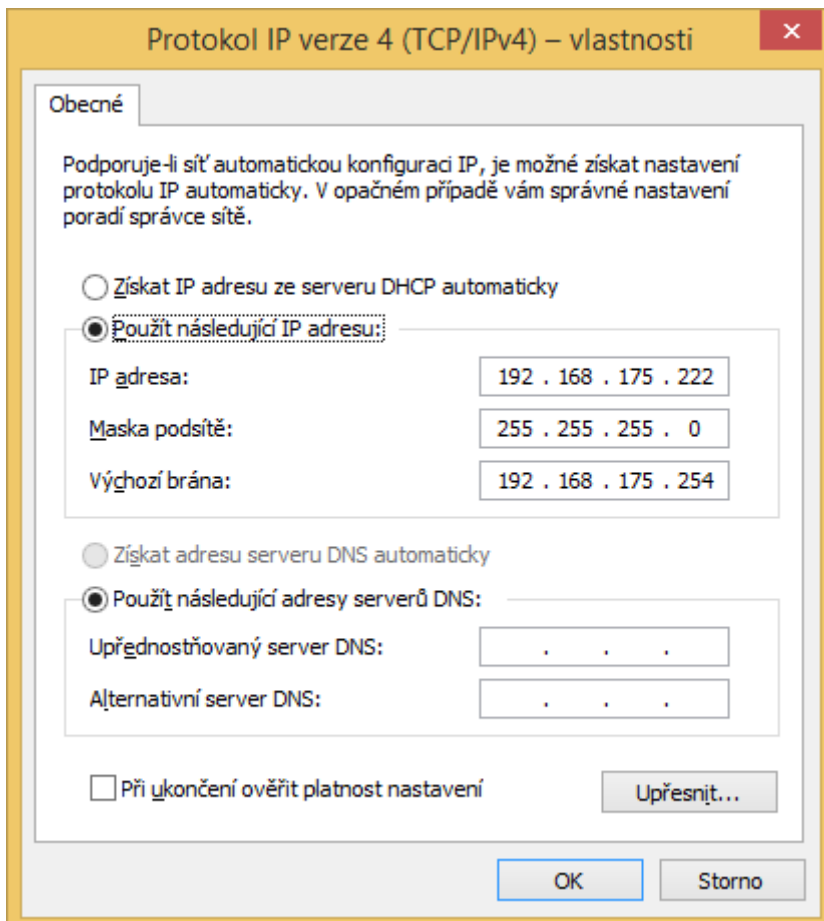 Protokol IP verze 4 (TCP/IPv4) – vlastnosti
Obecné
Podporuje-li síť automatickou konfiguraci IP, je možné získat nastavení
protokolu IP automaticky. V opačném případě vám správné nastavení
poradí správce sítě.
Získat IP adresu ze serveru DHCP automaticky
Použít následující IP adresu:
IP adresa: 192 . 168 . 175 . 222
Maska podsítě: 255 . 255 . 255 . 0
Výchozí brána: 192 . 168 . 175 . 254
Získat adresu serveru DNS automaticky
Použít následující adresy serverů DNS:
Upřednostňovaný server DNS: . . .
Alternativní server DNS: . . .
Při ukončení ověřit platnost nastavení Upřesnit...
OK Storno